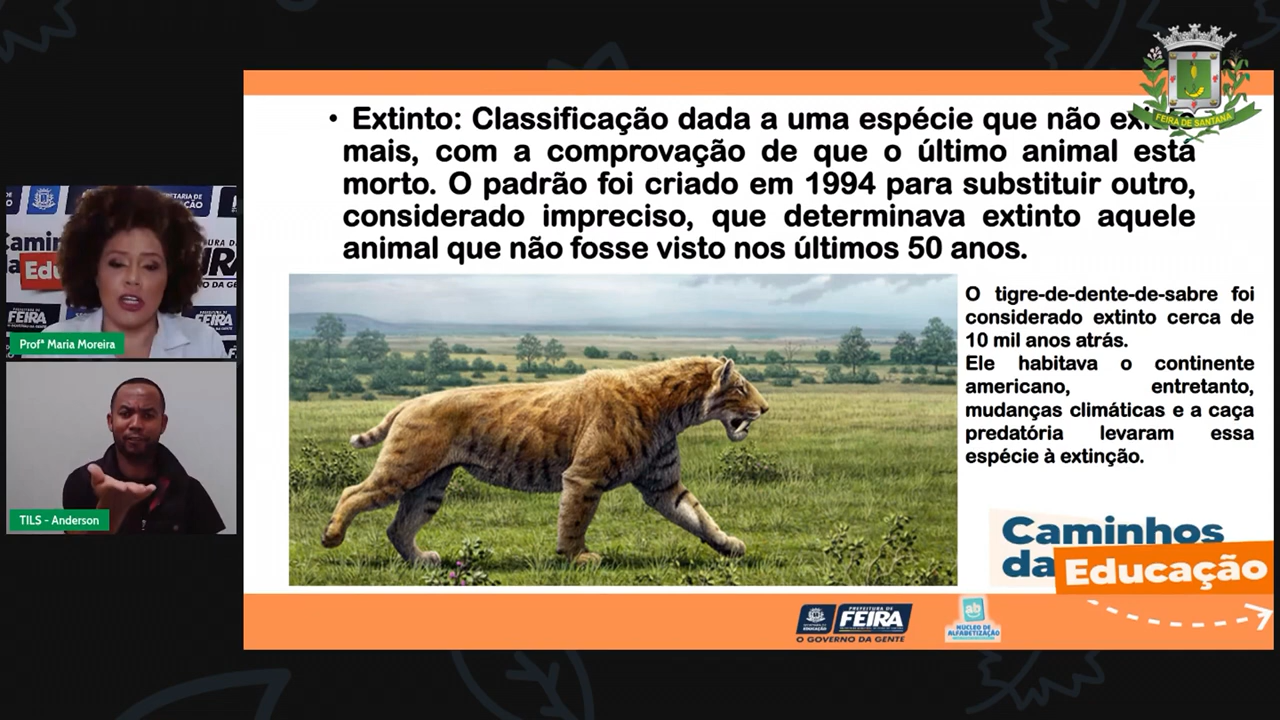 • Extinto: Classificação dada a uma espécie que não
mais, com a comprovação de que o último animal está
morto. O padrão foi criado em 1994 para substituir outro,
considerado impreciso, que determinava extinto aquele
animal que não fosse visto nos últimos 50 anos.
O tigre-de-dente-de-sabre foi
considerado extinto cerca de
10 mil anos atrás.
Ele habitava o continente
americano, entretanto,
mudanças climáticas e a caça
predatória levaram essa
espécie à extinção.
Caminhos
da Educação
PREFEITURA DE
FEIRA
O GOVERNO DA GENTE
ab
NÚCLEO DE
ALFABETIZAÇÃO
FEIRA DE SANTANA
Profª Maria Moreira
TILS - Anderson